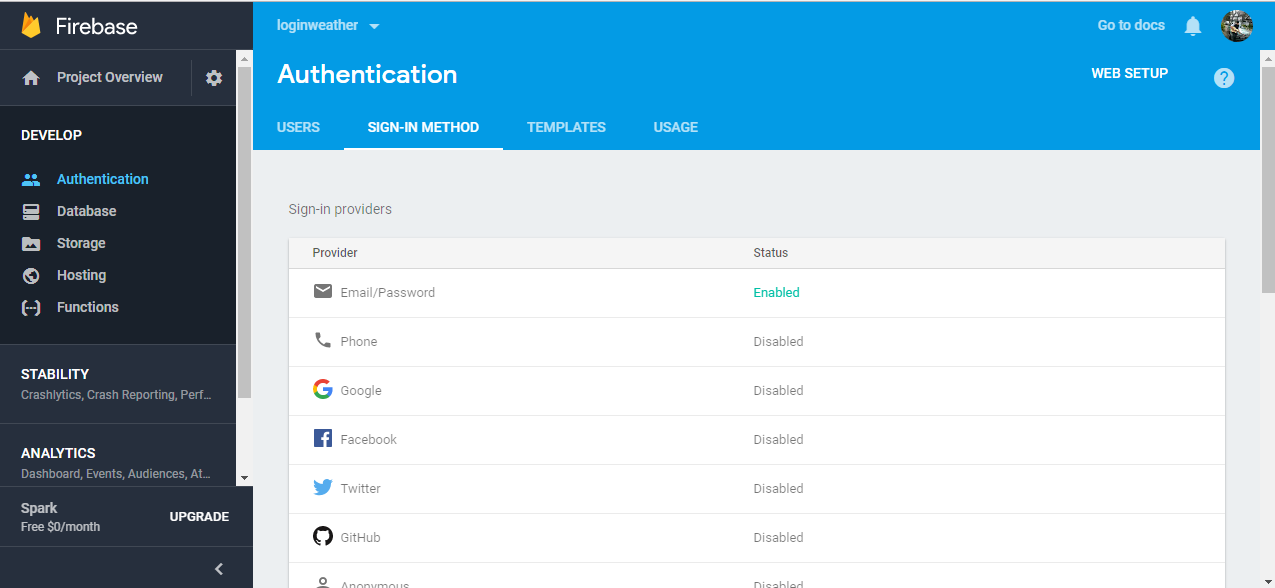 Firebase
Project Overview
DEVELOP
Authentication
Database
Storage
Hosting
Functions
STABILITY
Crashlytics, Crash Reporting, Perf...
ANALYTICS
Dashboard, Events, Audiences, At...
Spark
Free $0/month
UPGRADE
loginweather
Go to docs
Authentication
WEB SETUP
?
USERS SIGN-IN METHOD TEMPLATES USAGE
Sign-in providers
Provider Status
Email/Password Enabled
Phone Disabled
Google Disabled
Facebook Disabled
Twitter Disabled
GitHub Disabled
Anonymous Disabled